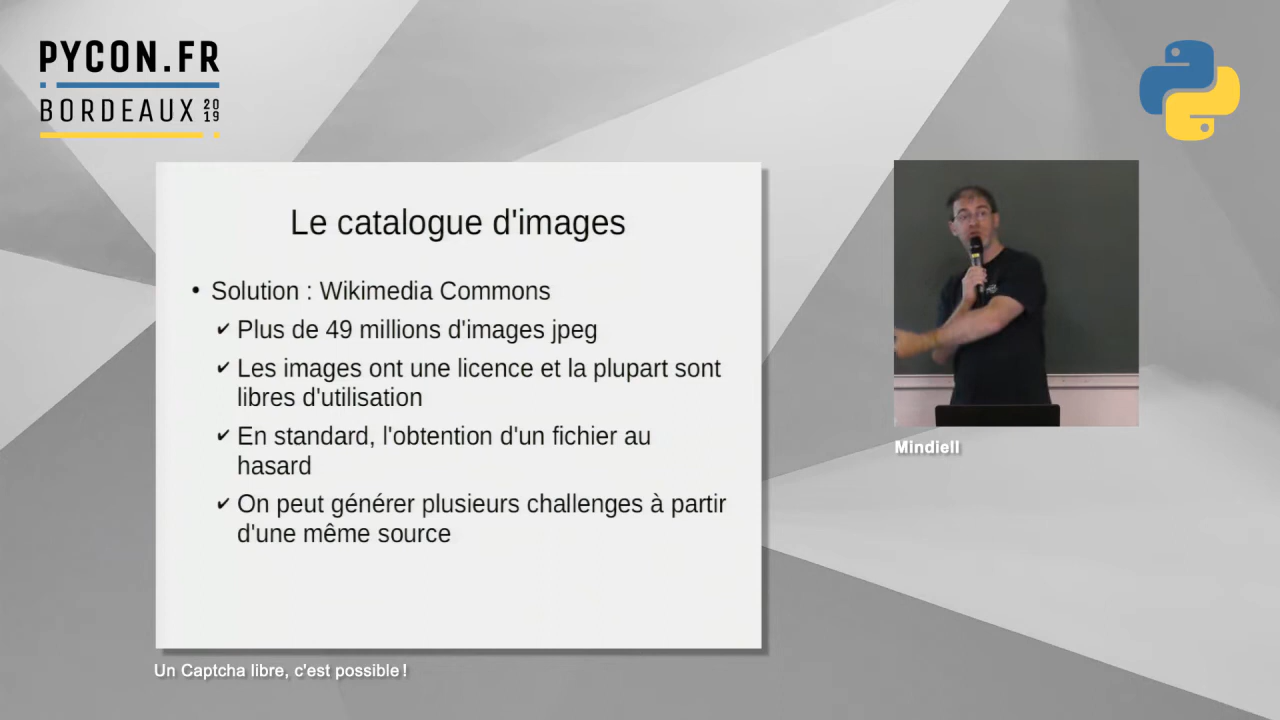 PYCON.FR
BORDEAUX 2019
Le catalogue d'images
• Solution : Wikimedia Commons
✔ Plus de 49 millions d'images jpeg
✔ Les images ont une licence et la plupart sont
libres d'utilisation
✔ En standard, l'obtention d'un fichier au
hasard
✔ On peut générer plusieurs challenges à partir
d'une même source
Mindiell
Un Captcha libre, c'est possible !